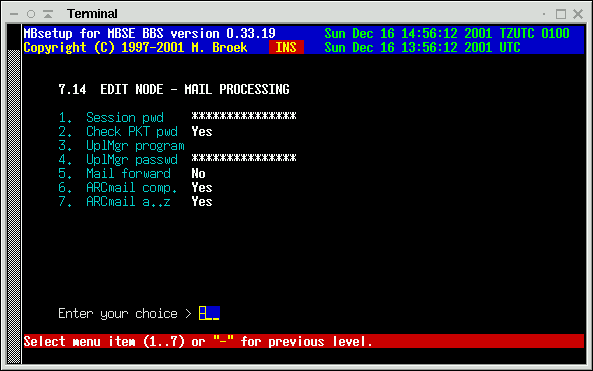 Terminal
MBsetup for MBSE BBS version 0.33.19 Sun Dec 16 14:56:12 2001 TZUTC 0100
Copyright (C) 1997-2001 M. Broek INS Sun Dec 16 13:56:12 2001 UTC
7.14 EDIT NODE - MAIL PROCESSING
1. Session pwd ***************
2. Check PKT pwd Yes
3. UplMgr program
4. UplMgr passwd ***************
5. Mail forward No
6. ARCmail comp. Yes
7. ARCmail a..z Yes
Enter your choice > -__
Select menu item (1..7) or "-" for previous level.